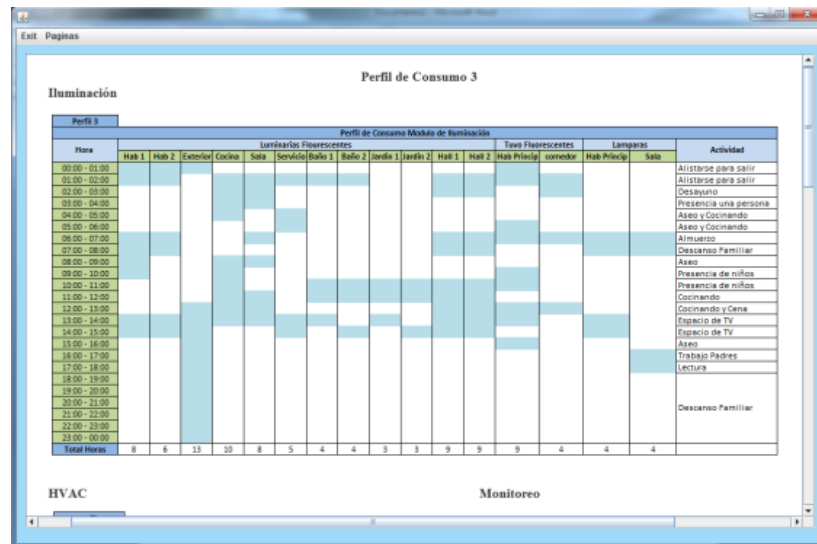 Exit Paginas
Perfil de Consumo 3
Iluminación
Perfil 3
Perfil de Consumo Modulo de Iluminación
Hora Luminarias Flourescentes Tuvo Fluorescentes Lamparas Actividad
Hab 1 Hab 2 Exterior Cocina Sala Servicio Baño 1 Baño 2 Jardin 1 Jardin 2 Hall 1 Hall 2 Hab Princip comedor Hab Princip Sala
00:00 - 01:00 Alistarse para salir
01:00 - 02:00 Alistarse para salir
02:00 - 03:00 Desayuno
03:00 - 04:00 Presencia una persona
04:00 - 05:00 Aseo y Cocinando
05:00 - 06:00 Aseo y Cocinando
06:00 - 07:00 Almuerzo
07:00 - 08:00 Descanso Familiar
08:00 - 09:00 Aseo
09:00 - 10:00 Presencia de niños
10:00 - 11:00 Presencia de niños
11:00 - 12:00 Cocinando
12:00 - 13:00 Cocinando y Cena
13:00 - 14:00 Espacio de TV
14:00 - 15:00 Espacio de TV
15:00 - 16:00 Aseo
16:00 - 17:00 Trabajo Padres
17:00 - 18:00 Lectura
18:00 - 19:00
19:00 - 20:00
20:00 - 21:00 Descanso Familiar
21:00 - 22:00
22:00 - 23:00
23:00 - 00:00
Total Horas 8 6 13 10 8 5 4 4 3 3 9 9 9 4 4 4
HVAC Monitoreo